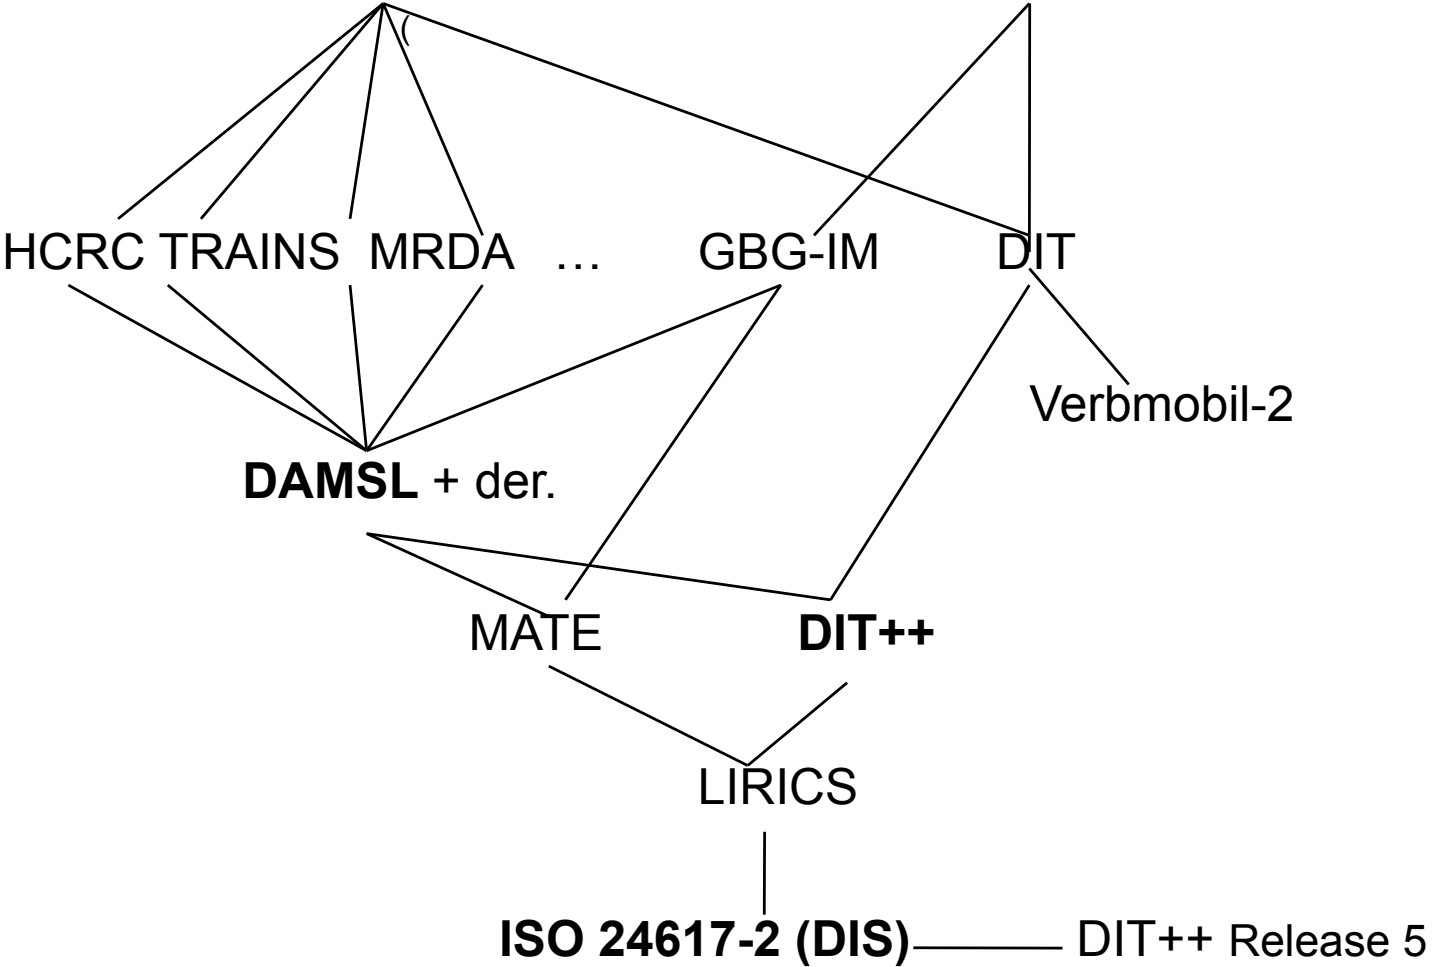 (
HCRC TRAINS MRDA … GBG-IM DIT
Verbmobil-2
DAMSL + der.
MATE DIT++
LIRICS
ISO 24617-2 (DIS) DIT++ Release 5